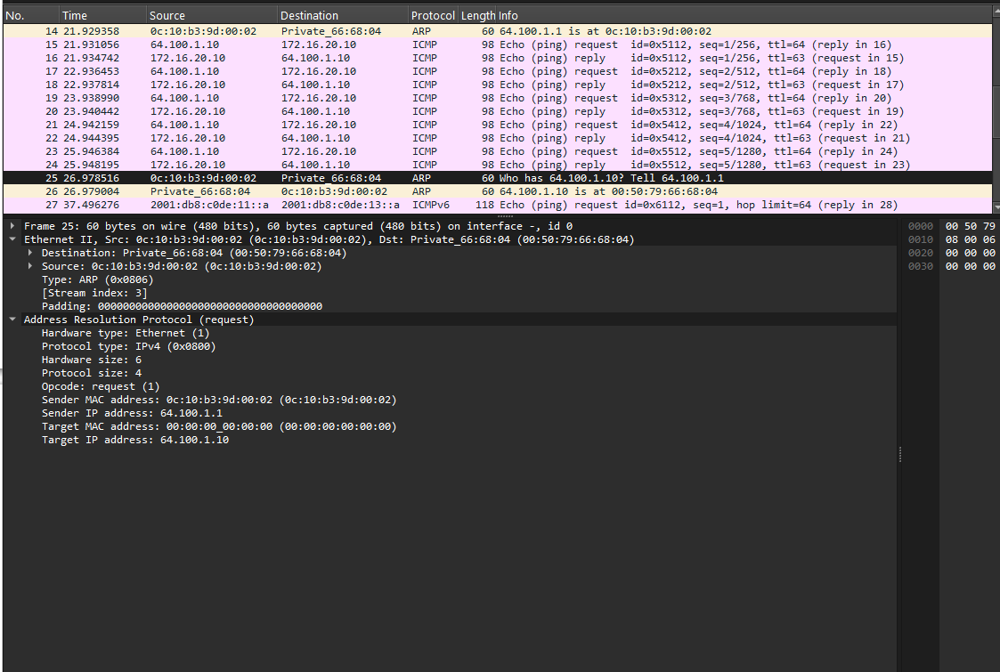 No. Time Source Destination Protocol Length Info
14 21.929358 0c:10:b3:9d:00:02 Private_66:68:04 ARP 60 64.100.1.1 is at 0c:10:b3:9d:00:02
15 21.931056 64.100.1.10 172.16.20.10 ICMP 98 Echo (ping) request id=0x5112, seq=1/256, ttl=64 (reply in 16)
16 21.934742 172.16.20.10 64.100.1.10 ICMP 98 Echo (ping) reply id=0x5112, seq=1/256, ttl=63 (request in 15)
17 22.936453 64.100.1.10 172.16.20.10 ICMP 98 Echo (ping) request id=0x5212, seq=2/512, ttl=64 (reply in 18)
18 22.937814 172.16.20.10 64.100.1.10 ICMP 98 Echo (ping) reply id=0x5212, seq=2/512, ttl=63 (request in 17)
19 23.938990 64.100.1.10 172.16.20.10 ICMP 98 Echo (ping) request id=0x5312, seq=3/768, ttl=64 (reply in 20)
20 23.940442 172.16.20.10 64.100.1.10 ICMP 98 Echo (ping) reply id=0x5312, seq=3/768, ttl=63 (request in 19)
21 24.942159 64.100.1.10 172.16.20.10 ICMP 98 Echo (ping) request id=0x5412, seq=4/1024, ttl=64 (reply in 22)
22 24.944395 172.16.20.10 64.100.1.10 ICMP 98 Echo (ping) reply id=0x5412, seq=4/1024, ttl=63 (request in 21)
23 25.946384 64.100.1.10 172.16.20.10 ICMP 98 Echo (ping) request id=0x5512, seq=5/1280, ttl=64 (reply in 24)
24 25.948195 172.16.20.10 64.100.1.10 ICMP 98 Echo (ping) reply id=0x5512, seq=5/1280, ttl=63 (request in 23)
25 26.978516 0c:10:b3:9d:00:02 Private_66:68:04 ARP 60 Who has 64.100.1.10? Tell 64.100.1.1
26 26.979004 Private_66:68:04 0c:10:b3:9d:00:02 ARP 60 64.100.1.10 is at 00:50:79:66:68:04
27 37.496276 2001:db8:c0de:11::a 2001:db8:c0de:13::a ICMPv6 118 Echo (ping) request id=0x6112, seq=1, hop limit=64 (reply in 28)
Frame 25: 60 bytes on wire (480 bits), 60 bytes captured (480 bits) on interface -, id 0
Ethernet II, Src: 0c:10:b3:9d:00:02 (0c:10:b3:9d:00:02), Dst: Private_66:68:04 (00:50:79:66:68:04)
Destination: Private_66:68:04 (00:50:79:66:68:04)
Source: 0c:10:b3:9d:00:02 (0c:10:b3:9d:00:02)
Type: ARP (0x0806)
[Stream index: 3]
Padding: 000000000000000000000000000000000000
Address Resolution Protocol (request)
Hardware type: Ethernet (1)
Protocol type: IPv4 (0x0800)
Hardware size: 6
Protocol size: 4
Opcode: request (1)
Sender MAC address: 0c:10:b3:9d:00:02 (0c:10:b3:9d:00:02)
Sender IP address: 64.100.1.1
Target MAC address: 00:00:00_00:00:00 (00:00:00:00:00:00)
Target IP address: 64.100.1.10
0000 00 50 79
0010 08 00 06
0020 00 00 00
0030 00 00 00